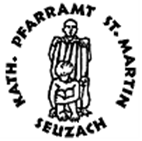 KATH. PFARRAMT ST. MARTIN
SEUZACH